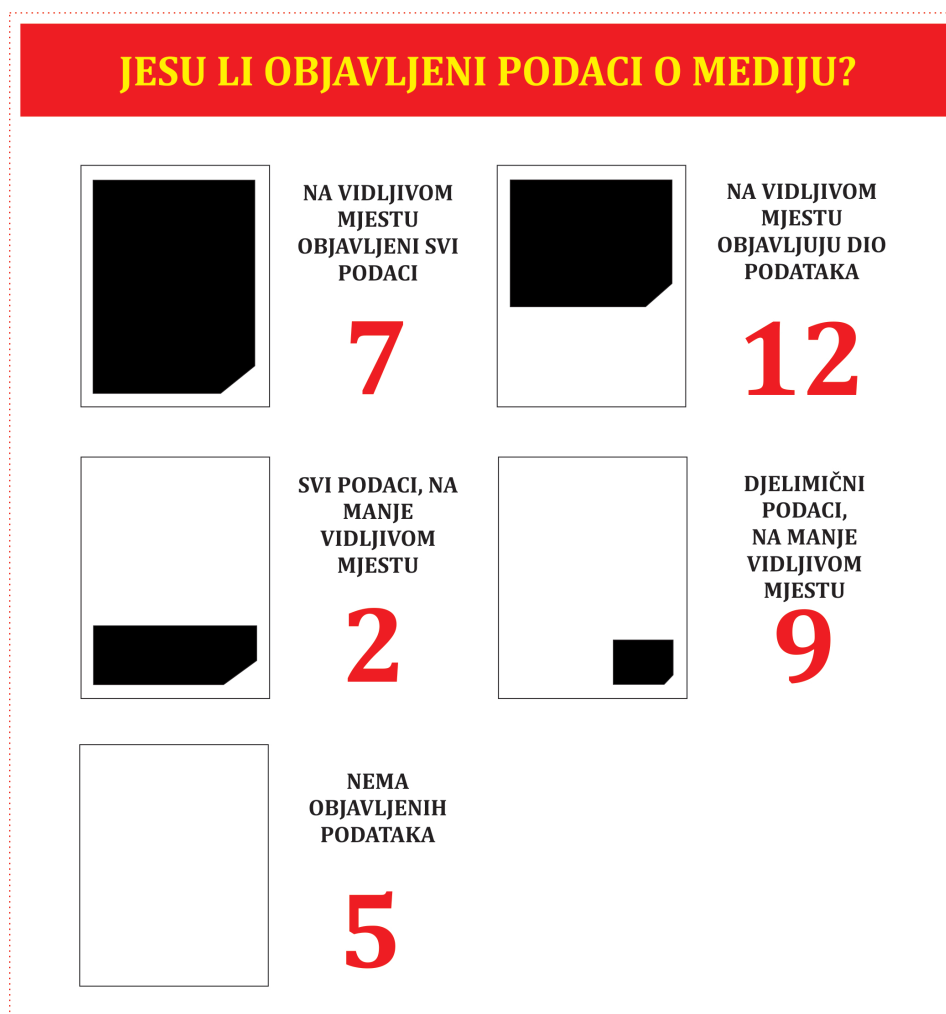 JESU LI OBJAVLJENI PODACI O MEDIJU?
NA VIDLJIVOM
MJESTU
OBJAVLJENI SVI
PODACI
7
NA VIDLJIVOM
MJESTU
OBJAVLJUJU DIO
PODATAKA
12
SVI PODACI, NA
MANJE
VIDLJIVOM
MJESTU
2
DJELIMIČNI
PODACI,
NA MANJE
VIDLJIVOM
MJESTU
9
NEMA
OBJAVLJENIH
PODATAKA
5